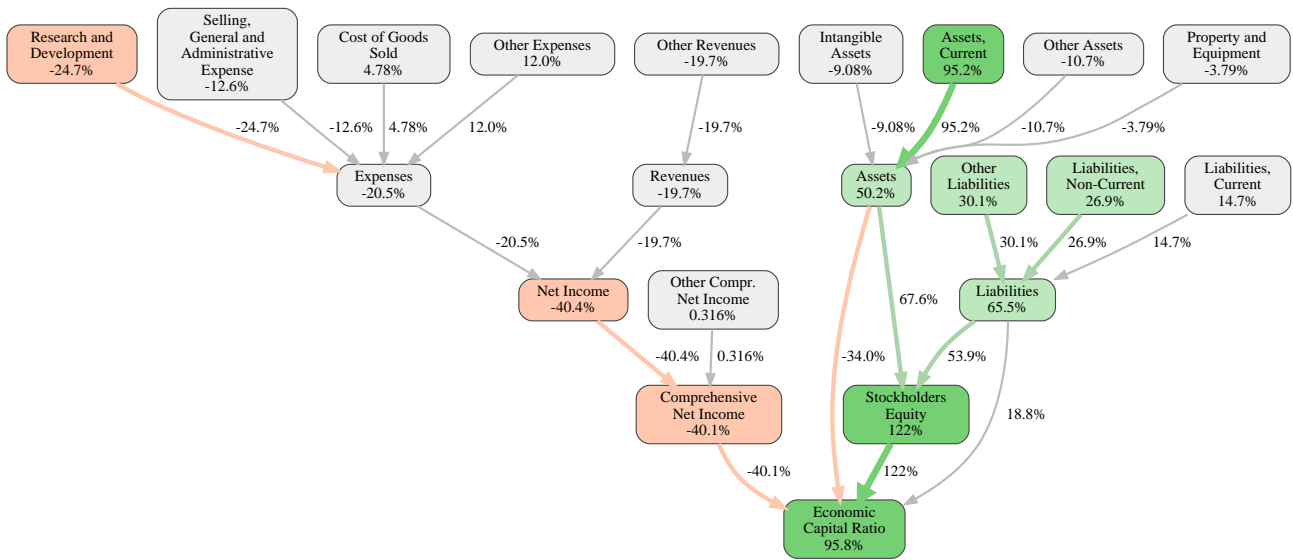 Research and
Development
-24.7%
Selling,
General and
Administrative
Expense
-12.6%
Cost of Goods
Sold
4.78%
Other Expenses
12.0%
Other Revenues
-19.7%
Intangible
Assets
-9.08%
Assets,
Current
95.2%
Other Assets
-10.7%
Property and
Equipment
-3.79%
-24.7%
-12.6%
4.78%
12.0%
-19.7%
-9.08%
95.2%
-10.7%
-3.79%
Expenses
-20.5%
Revenues
-19.7%
Assets
50.2%
Other
Liabilities
30.1%
Liabilities,
Non-Current
26.9%
Liabilities,
Current
14.7%
-20.5%
-19.7%
30.1%
26.9%
14.7%
Net Income
-40.4%
Other Compr.
Net Income
0.316%
67.6%
Liabilities
65.5%
-40.4%
0.316%
-34.0%
53.9%
Comprehensive
Net Income
-40.1%
Stockholders
Equity
122%
18.8%
-40.1%
122%
Economic
Capital Ratio
95.8%